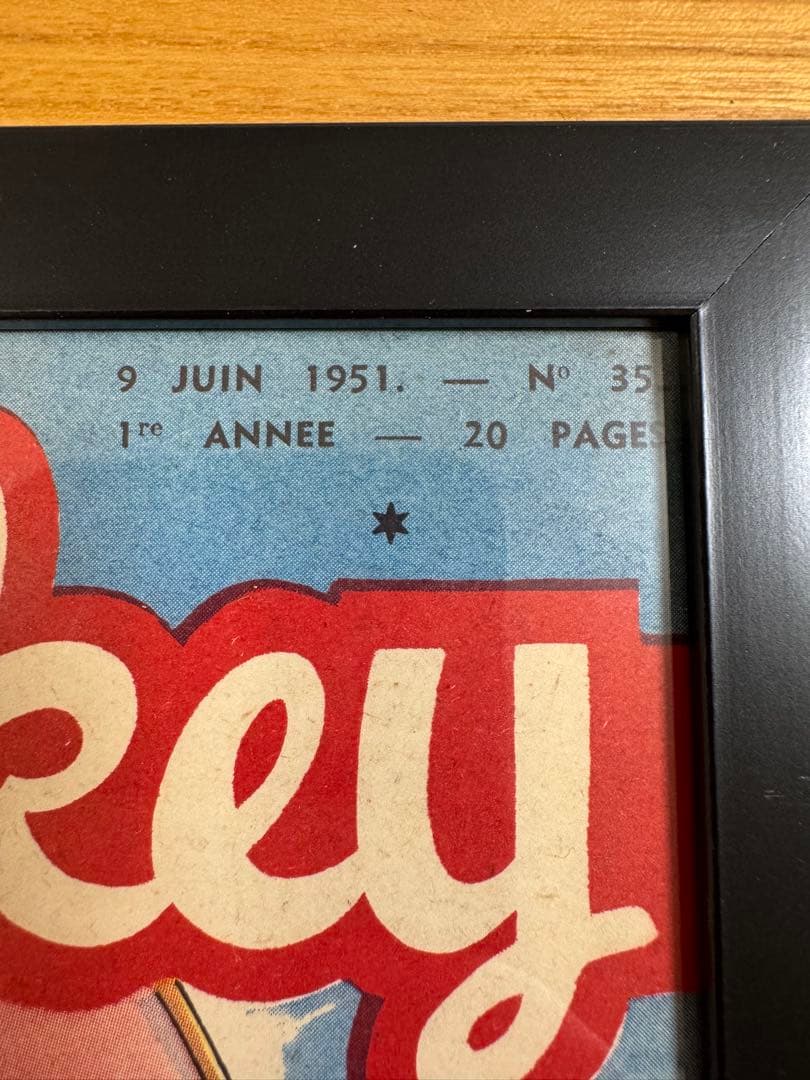 9 JUIN 1951. — Nº 35.
1re ANNEE — 20 PAGES
key